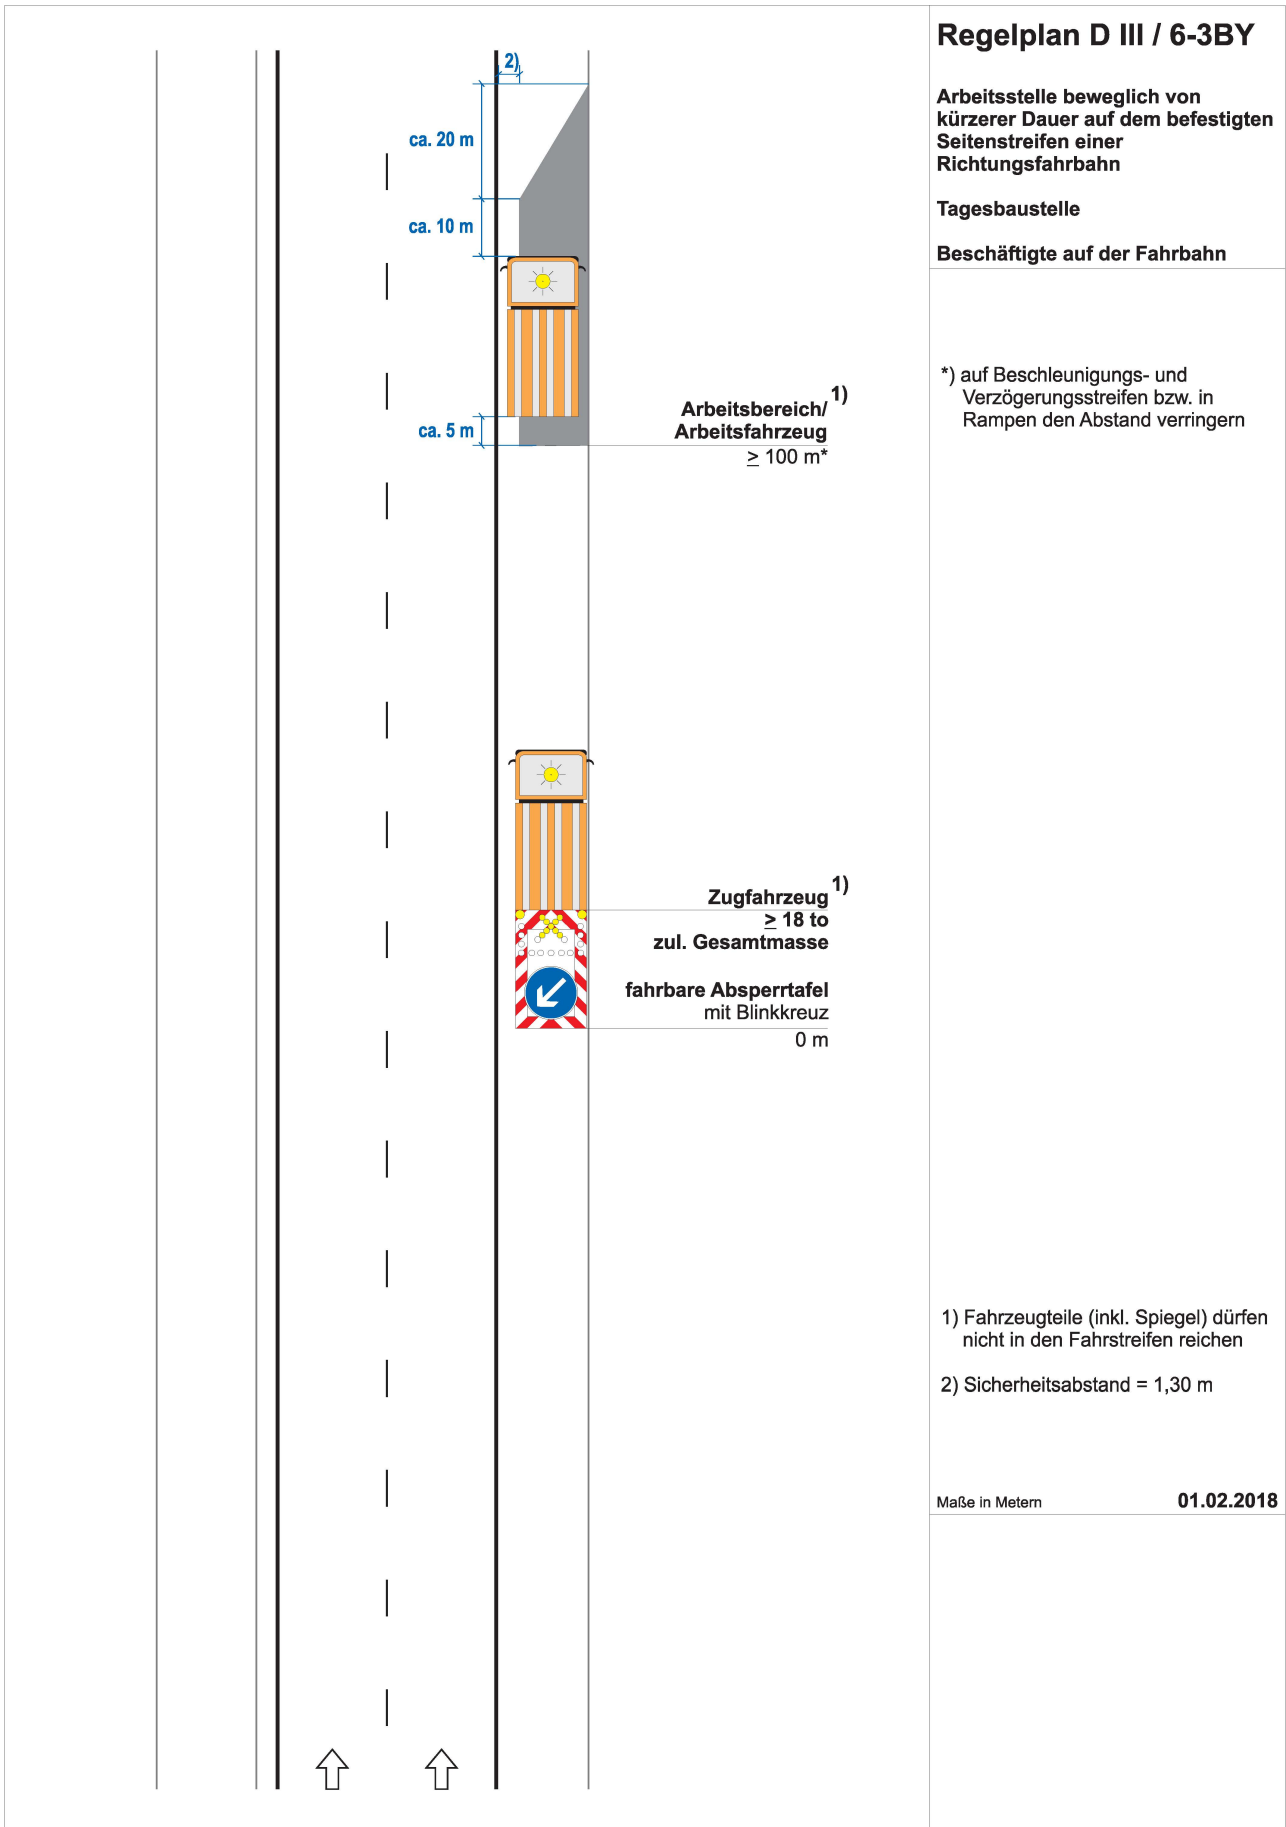 Regelplan D III / 6-3BY
Arbeitsstelle beweglich von
kürzerer Dauer auf dem befestigten
Seitenstreifen einer
Richtungsfahrbahn
Tagesbaustelle
Beschäftigte auf der Fahrbahn
2)
ca. 20 m
ca. 10 m
ca. 5 m
Arbeitsbereich/ 1)
Arbeitsfahrzeug
≥ 100 m*
*) auf Beschleunigungs- und
Verzögerungsstreifen bzw. in
Rampen den Abstand verringern
Zugfahrzeug 1)
≥ 18 to
zul. Gesamtmasse
fahrbare Absperrtafel
mit Blinkkreuz
0 m
1) Fahrzeugteile (inkl. Spiegel) dürfen
nicht in den Fahrstreifen reichen
2) Sicherheitsabstand = 1,30 m
Maße in Metern 01.02.2018